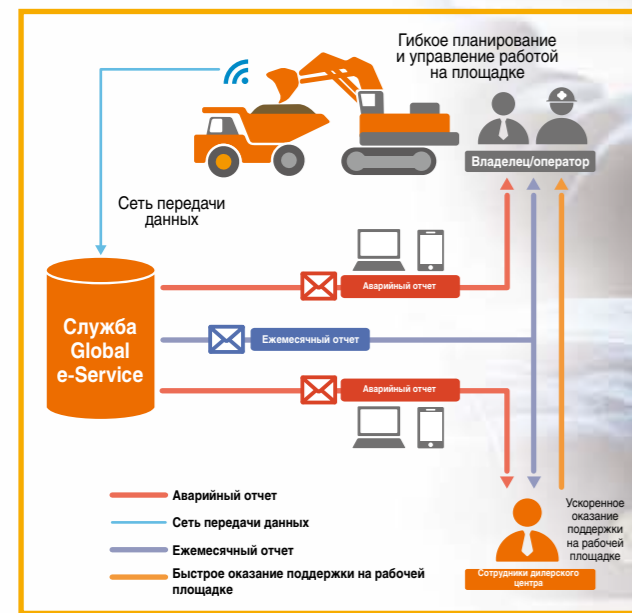 Гибкое планирование
и управление работой
на площадке
Владелец/оператор
Сеть передачи
данных
Аварийный отчет
Служба
Global
e-Service
Ежемесячный отчет
Аварийный отчет
Аварийный отчет
Сеть передачи данных
Ежемесячный отчет
Быстрое оказание поддержки на рабочей
площадке
Ускоренное
оказание
поддержки
на рабочей
площадке
Сотрудники дилерского
центра